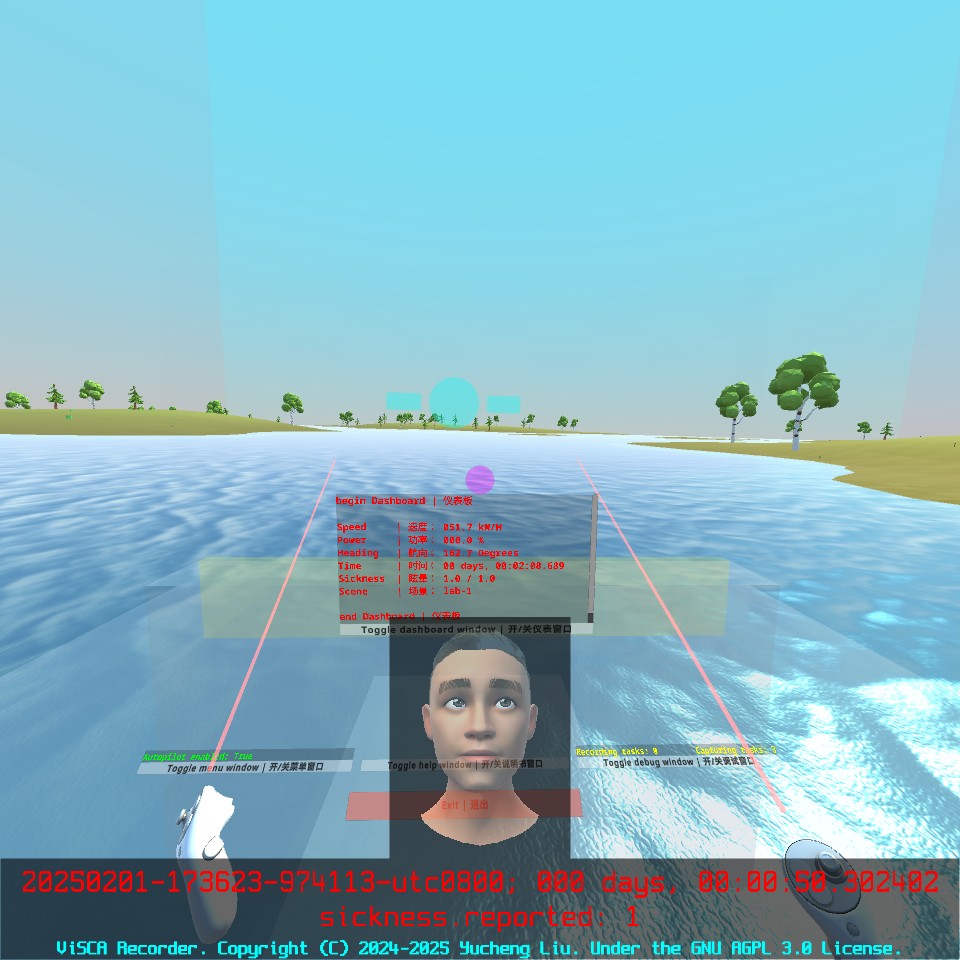 begin Dashboard | 仪表板
Speed | 速度： 051.7 kM/H
Power | 功率： 000.0 %
Heading | 航向： 162.7 Degrees
Time | 时间： 00 days, 00:02:00.689
Sickness | 眩晕： 1.0 / 1.0
Scene | 场景： lab-1
end Dashboard | 仪表板
Toggle dashboard window | 开/关仪表窗口
Autopilot enabled: True
Toggle menu window | 开/关菜单窗口
Toggle help window | 开/关说明书窗口
Recording tasks: 0 Capturing tasks: 3
Toggle debug window | 开/关调试窗口
Exit | 退出
20250201-173623-974113-utc0800; 000 days, 00:00:50.302402
sickness.reported: 1
ViSCA Recorder. Copyright (C) 2024-2025 Yucheng Liu. Under the GNU AGPL 3.0 License.